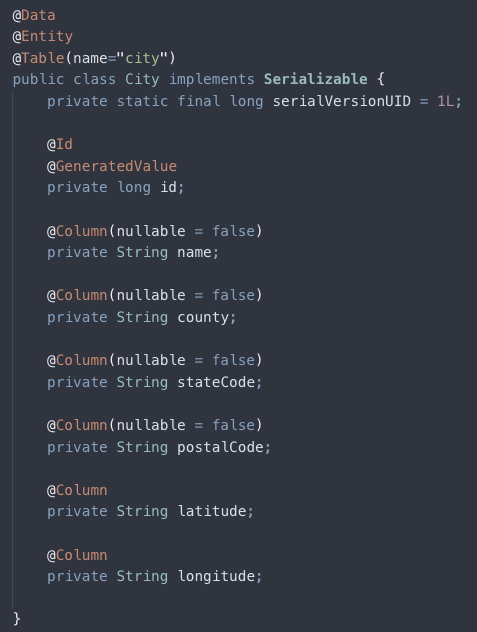 @Data
@Entity
@Table(name="city")
public class City implements Serializable {
    private static final long serialVersionUID = 1L;

    @Id
    @GeneratedValue
    private long id;

    @Column(nullable = false)
    private String name;

    @Column(nullable = false)
    private String county;

    @Column(nullable = false)
    private String stateCode;

    @Column(nullable = false)
    private String postalCode;

    @Column
    private String latitude;

    @Column
    private String longitude;

}